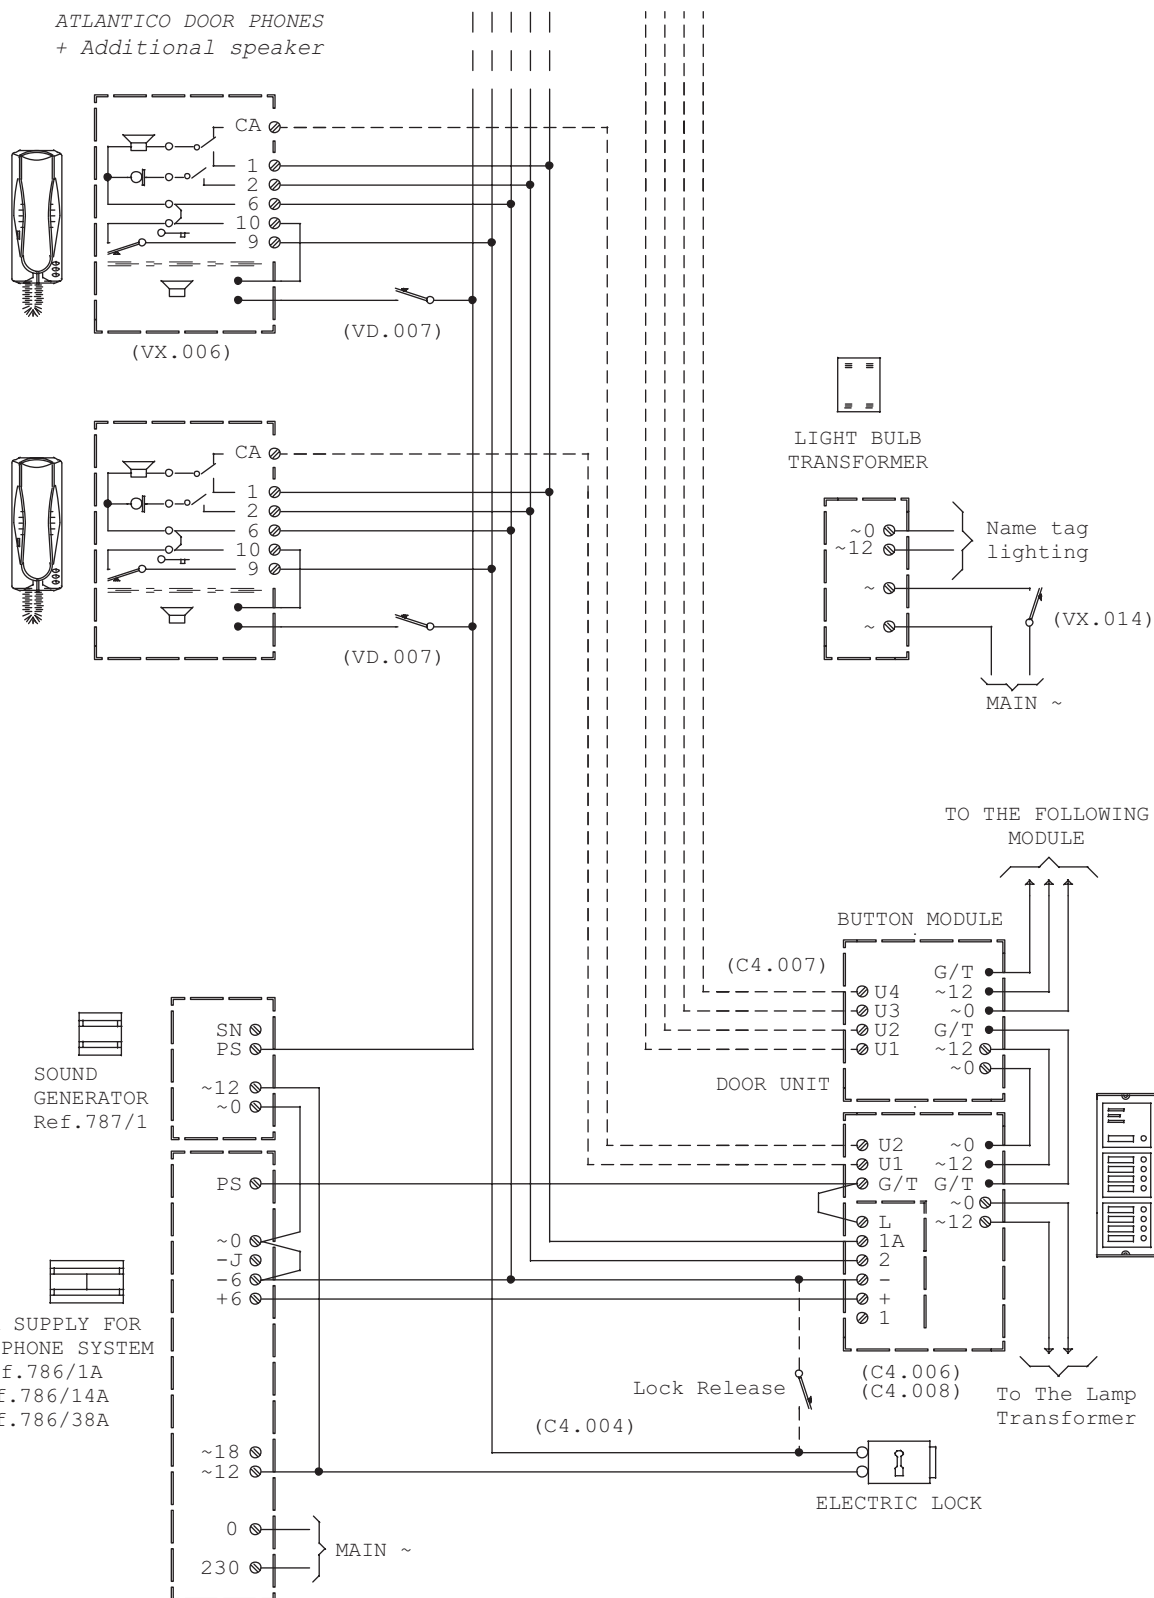 ATLANTICO DOOR PHONES
+ Additional speaker
CA
1
2
6
10
9
(VD.007)
(VX.006)
CA
1
2
6
10
9
(VD.007)
LIGHT BULB
TRANSFORMER
~0
~12
~
~
Name tag
lighting
(VX.014)
MAIN ~
TO THE FOLLOWING
MODULE
BUTTON MODULE
(C4.007)
U4
U3
U2
U1
G/T
~12
~0
G/T
~12
~0
DOOR UNIT
U2
U1
G/T
L
1A
2
-
+
1
~0
~12
G/T
~0
~12
(C4.006)
(C4.008)
To The Lamp
Transformer
SN
PS
~12
~0
SOUND
GENERATOR
Ref.787/1
PS
~0
-J
-6
+6
~18
~12
0
230
MAIN ~
SUPPLY FOR
PHONE SYSTEM
f.786/1A
f.786/14A
f.786/38A
Lock Release
(C4.004)
ELECTRIC LOCK